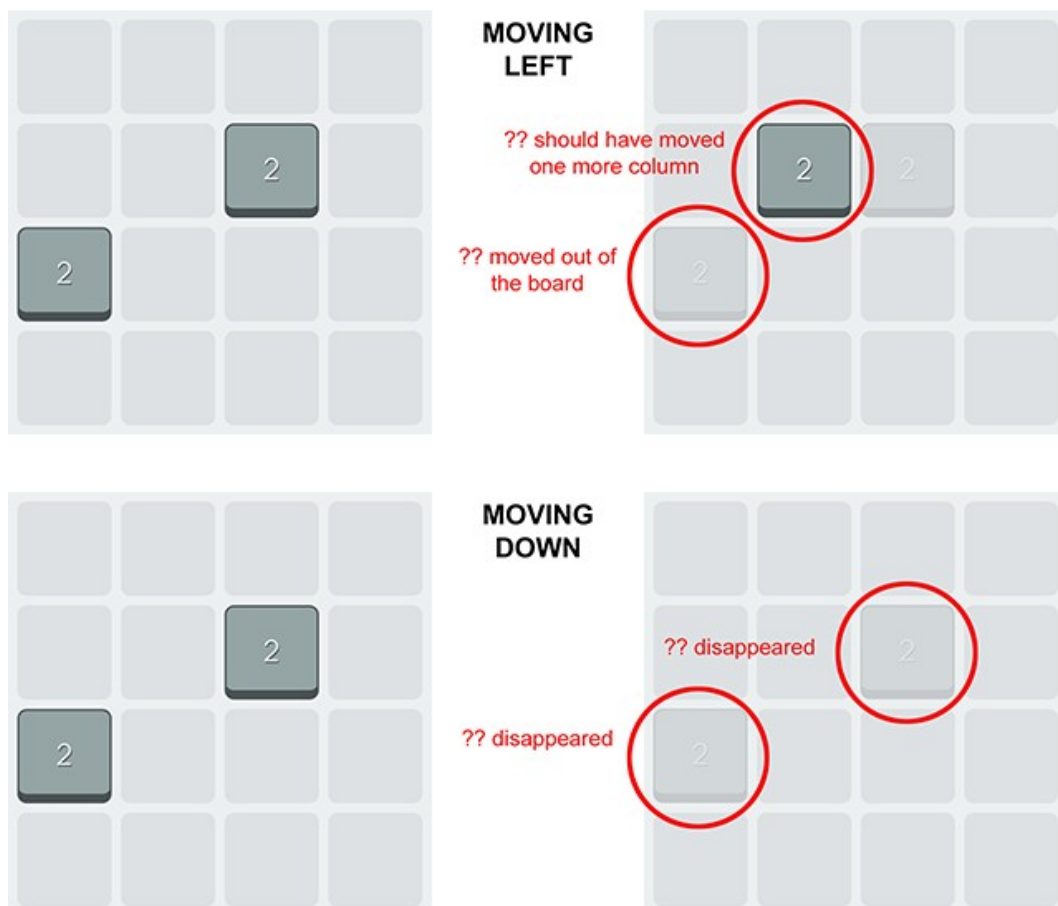 MOVING
LEFT
?? should have moved
one more column
2
2
2
?? moved out of
the board
2
2
MOVING
DOWN
2
?? disappeared
2
2
?? disappeared
2